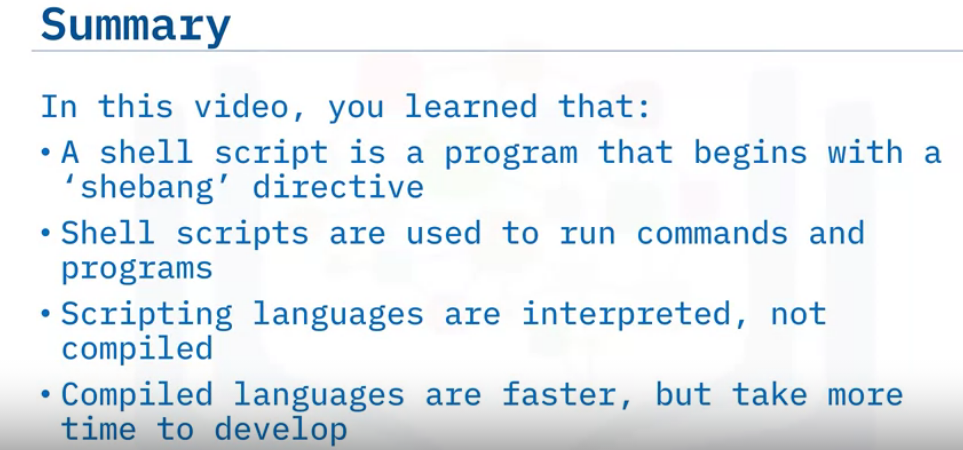 Summary
In this video, you learned that:
• A shell script is a program that begins with a
‘shebang’ directive
• Shell scripts are used to run commands and
programs
• Scripting languages are interpreted, not
compiled
• Compiled languages are faster, but take more
time to develop